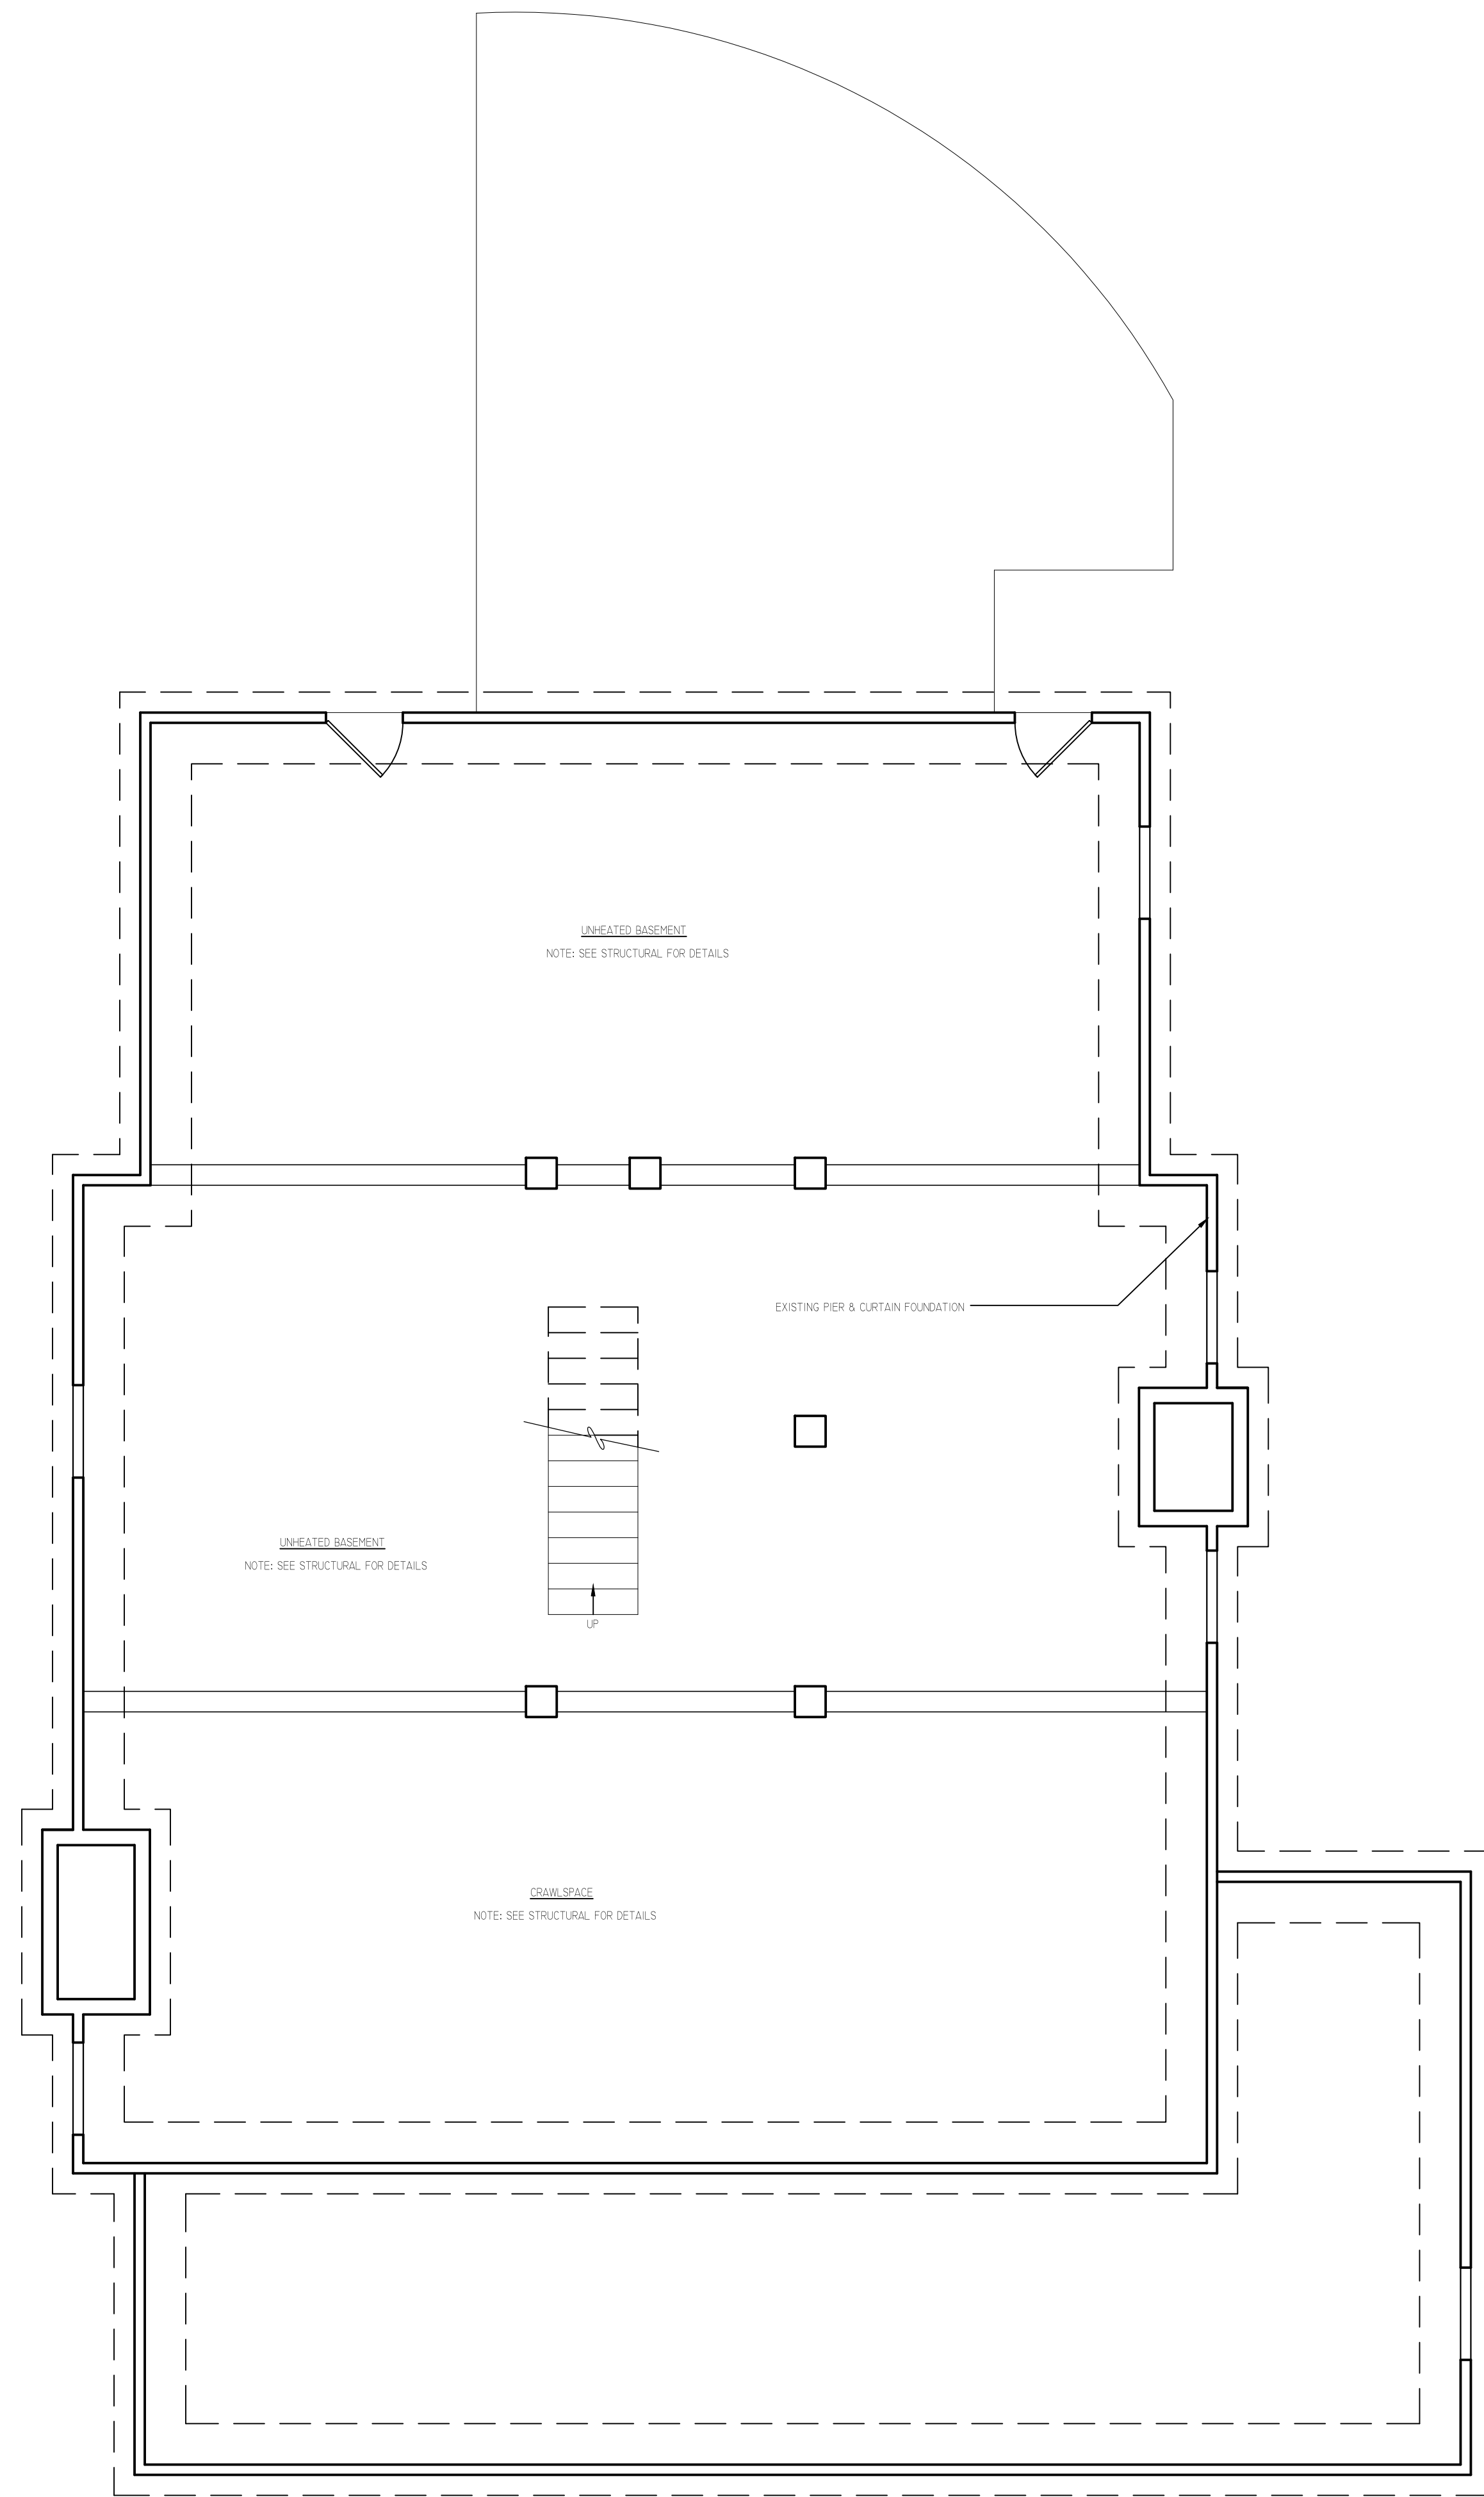 UNHEATED BASEMENT
NOTE: SEE STRUCTURAL FOR DETAILS
EXISTING PIER & CURTAIN FOUNDATION
UNHEATED BASEMENT
NOTE: SEE STRUCTURAL FOR DETAILS
UP
CRAWLSPACE
NOTE: SEE STRUCTURAL FOR DETAILS